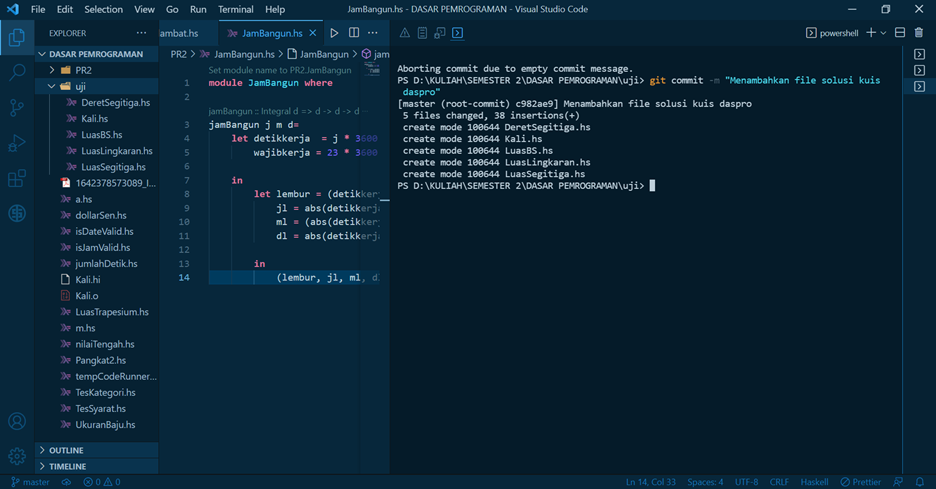 File Edit Selection View Go Run Terminal Help JamBangun.hs - DASAR PEMROGRAMAN - Visual Studio Code
EXPLORER ...
DASAR PEMROGRAMAN
PR2
uji
DeretSegitiga.hs
Kali.hs
LuasBS.hs
LuasLingkaran.hs
LuasSegitiga.hs
1642378573089_I...
a.hs
dollarSen.hs
isDateValid.hs
isJamValid.hs
jumlahDetik.hs
Kali.hi
Kali.o
LuasTrapesium.hs
m.hs
nilaiTengah.hs
Pangkat2.hs
tempCodeRunner...
TesKategori.hs
TesSyarat.hs
UkuranBaju.hs
OUTLINE
TIMELINE
ambat.hs JamBangun.hs ...
PR2 > JamBangun.hs > JamBangun > jam
Set module name to PR2.JamBangun
1 module JamBangun where
2
jamBangun :: Integral d => d -> d -> d
3 jamBangun j m d=
4 let detikkerja = j * 3600
5 wajibkerja = 23 * 3600
6
7 in
8 let lembur = (detikkerj
9 jl = abs(detikkerja
10 ml = (abs(detikkerj
11 dl = abs(detikkerja
12
13 in
14 (lembur, jl, ml, d
powershell
Aborting commit due to empty commit message.
PS D:\KULIAH\SEMESTER 2\DASAR PEMROGRAMAN\uji> git commit -m "Menambahkan file solusi kuis
daspro"
[master (root-commit) c982ae9] Menambahkan file solusi kuis daspro
5 files changed, 38 insertions(+)
create mode 100644 DeretSegitiga.hs
create mode 100644 Kali.hs
create mode 100644 LuasBS.hs
create mode 100644 LuasLingkaran.hs
create mode 100644 LuasSegitiga.hs
PS D:\KULIAH\SEMESTER 2\DASAR PEMROGRAMAN\uji>
master 0 0 Ln 14, Col 33 Spaces: 4 UTF-8 CRLF Haskell Prettier